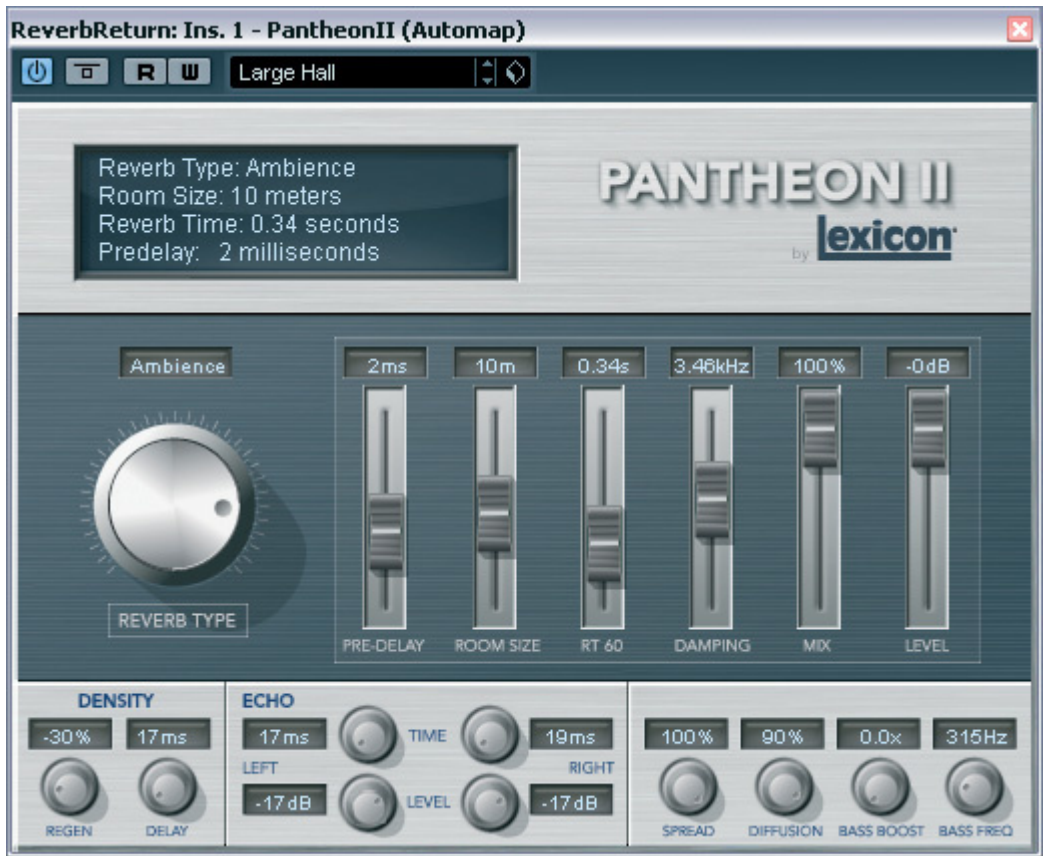 ReverbReturn: Ins. 1 - PantheonII (Automap)
R W Large Hall
Reverb Type: Ambience
Room Size: 10 meters
Reverb Time: 0.34 seconds
Predelay: 2 milliseconds
PANTHEON II
by lexicon
Ambience 2ms 10m 0.34s 3.46kHz 100% -0dB
REVERB TYPE
PRE-DELAY ROOM SIZE RT 60 DAMPING MIX LEVEL
DENSITY
-30% 17ms
REGEN DELAY
ECHO
17ms TIME 19ms
LEFT RIGHT
-17dB LEVEL -17dB
100% 90% 0.0x 315Hz
SPREAD DIFFUSION BASS BOOST BASS FREQ